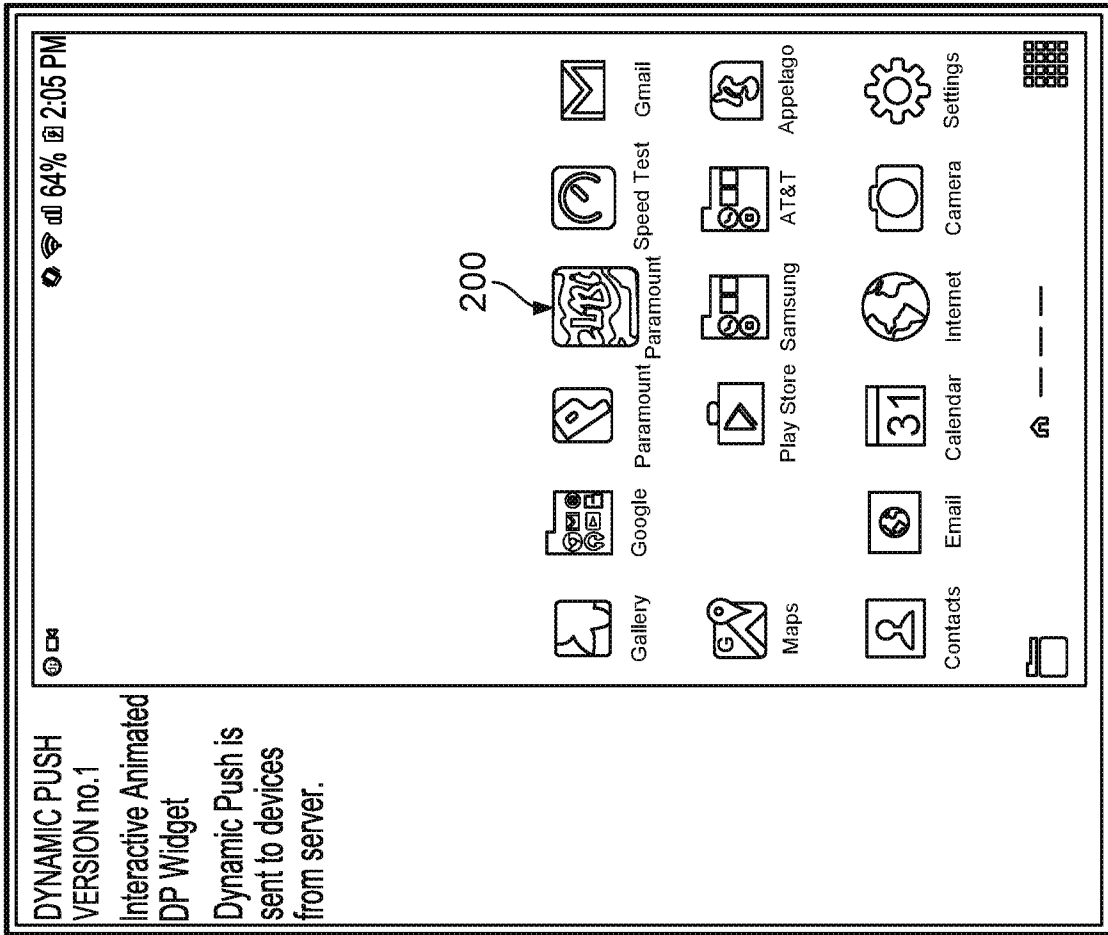 DYNAMIC PUSH
VERSION no.1
Interactive Animated
DP Widget
Dynamic Push is
sent to devices
from server.
64% 2:05 PM
200
Gallery Google Paramount Paramount Speed Test Gmail
G
Maps Play Store Samsung AT&T Appelago
31
Contacts Email Calendar Internet Camera Settings